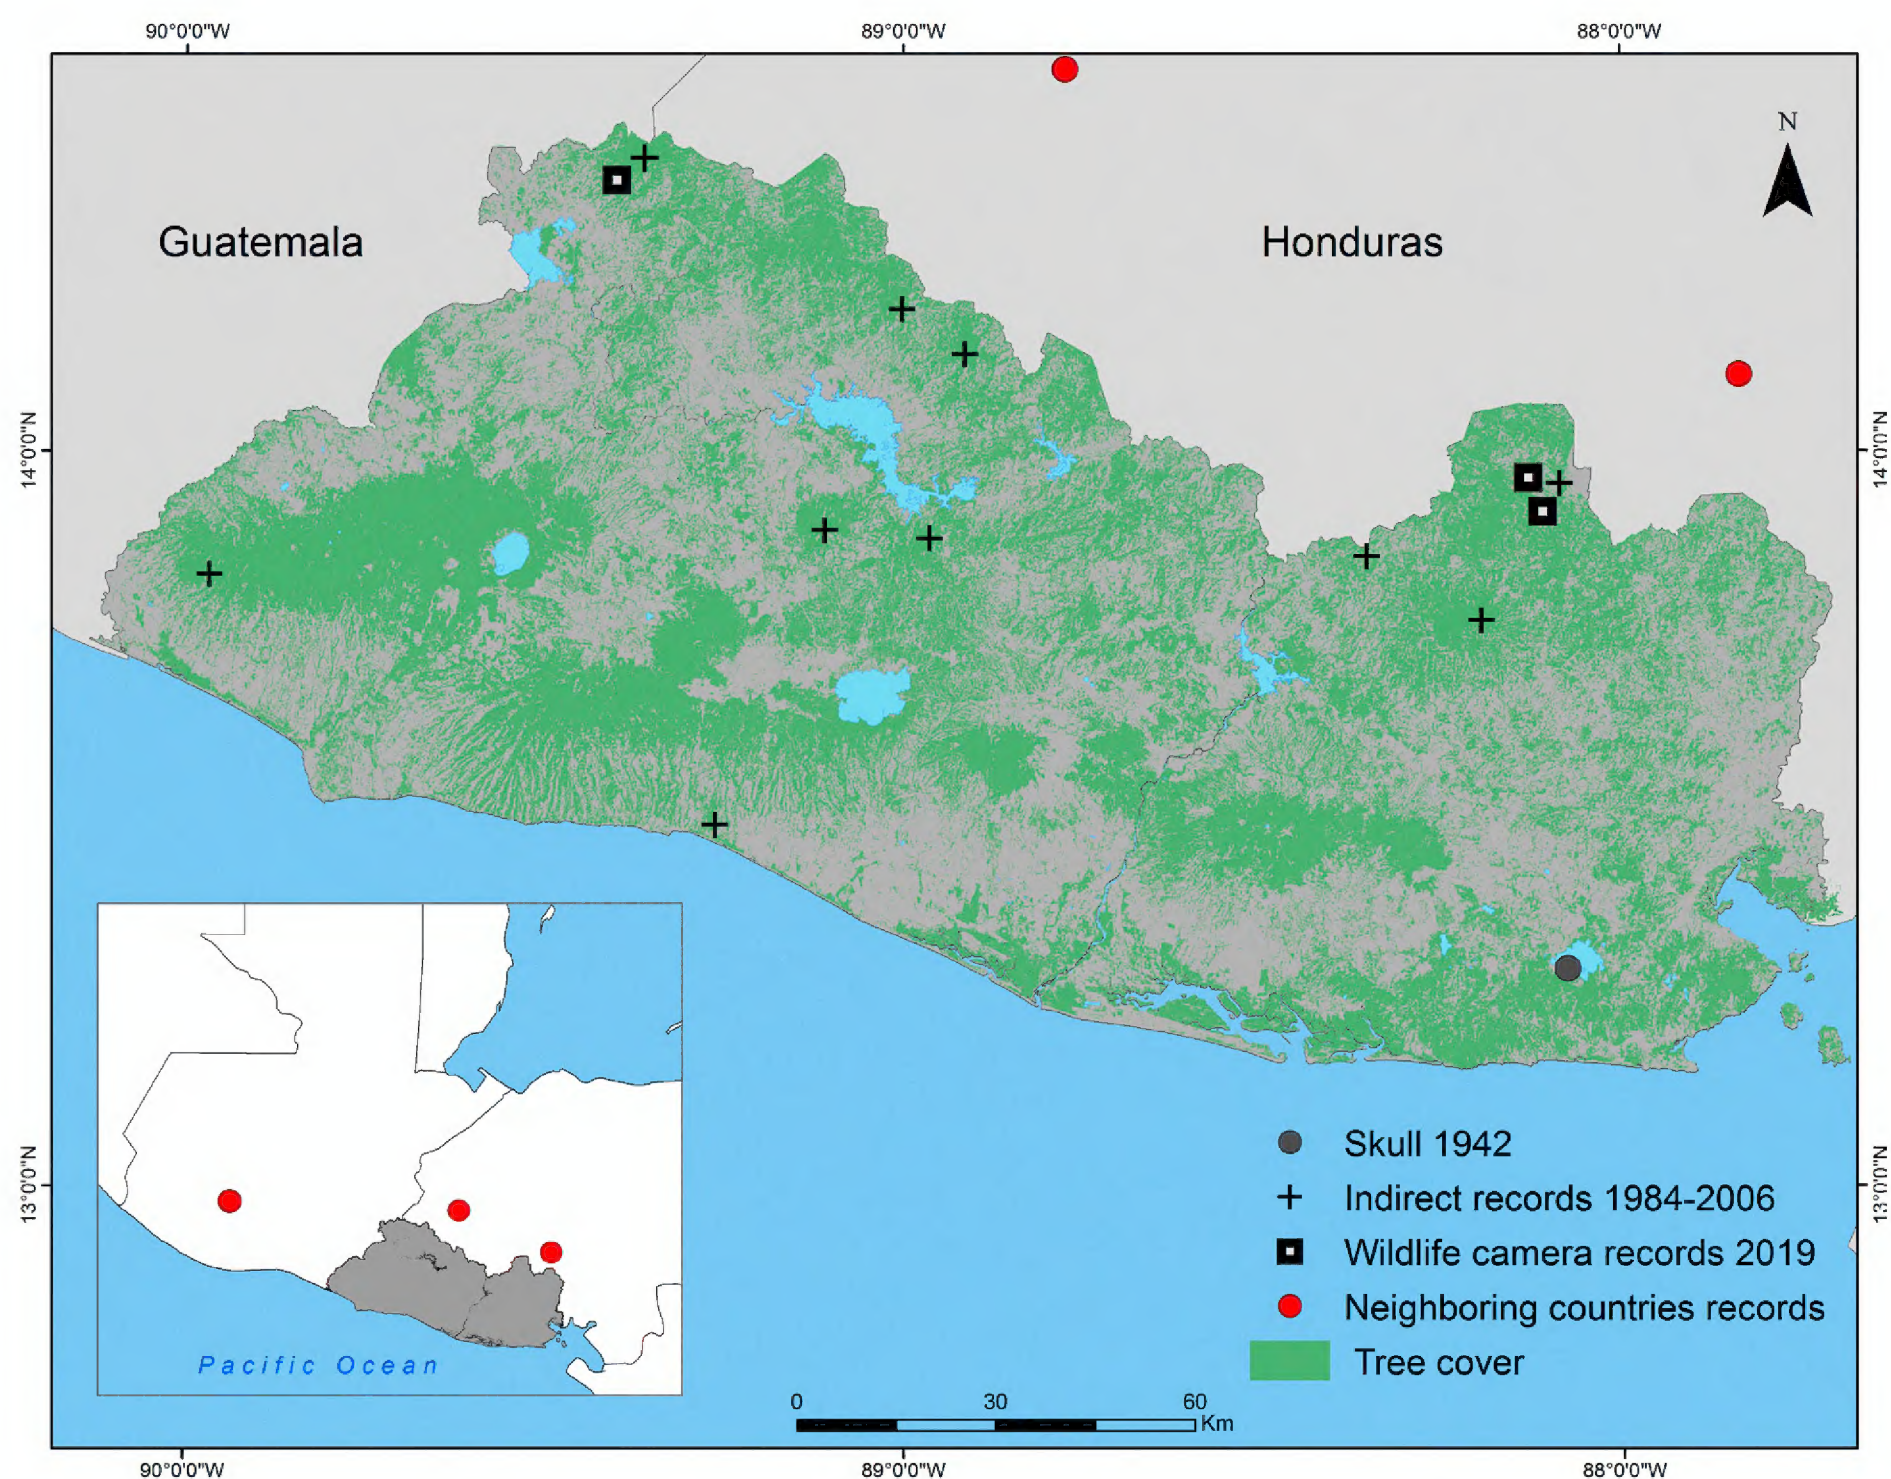 90°0'0"W 89°0'0"W 88°0'0"W
N
Guatemala Honduras
14°0'0"N 14°0'0"N
Skull 1942
Indirect records 1984-2006
13°0'0"N 13°0'0"N
Wildlife camera records 2019
Neighboring countries records
Pacific Ocean
Tree cover
0 30 60
Km
90°0'0"W 89°0'0"W 88°0'0"W